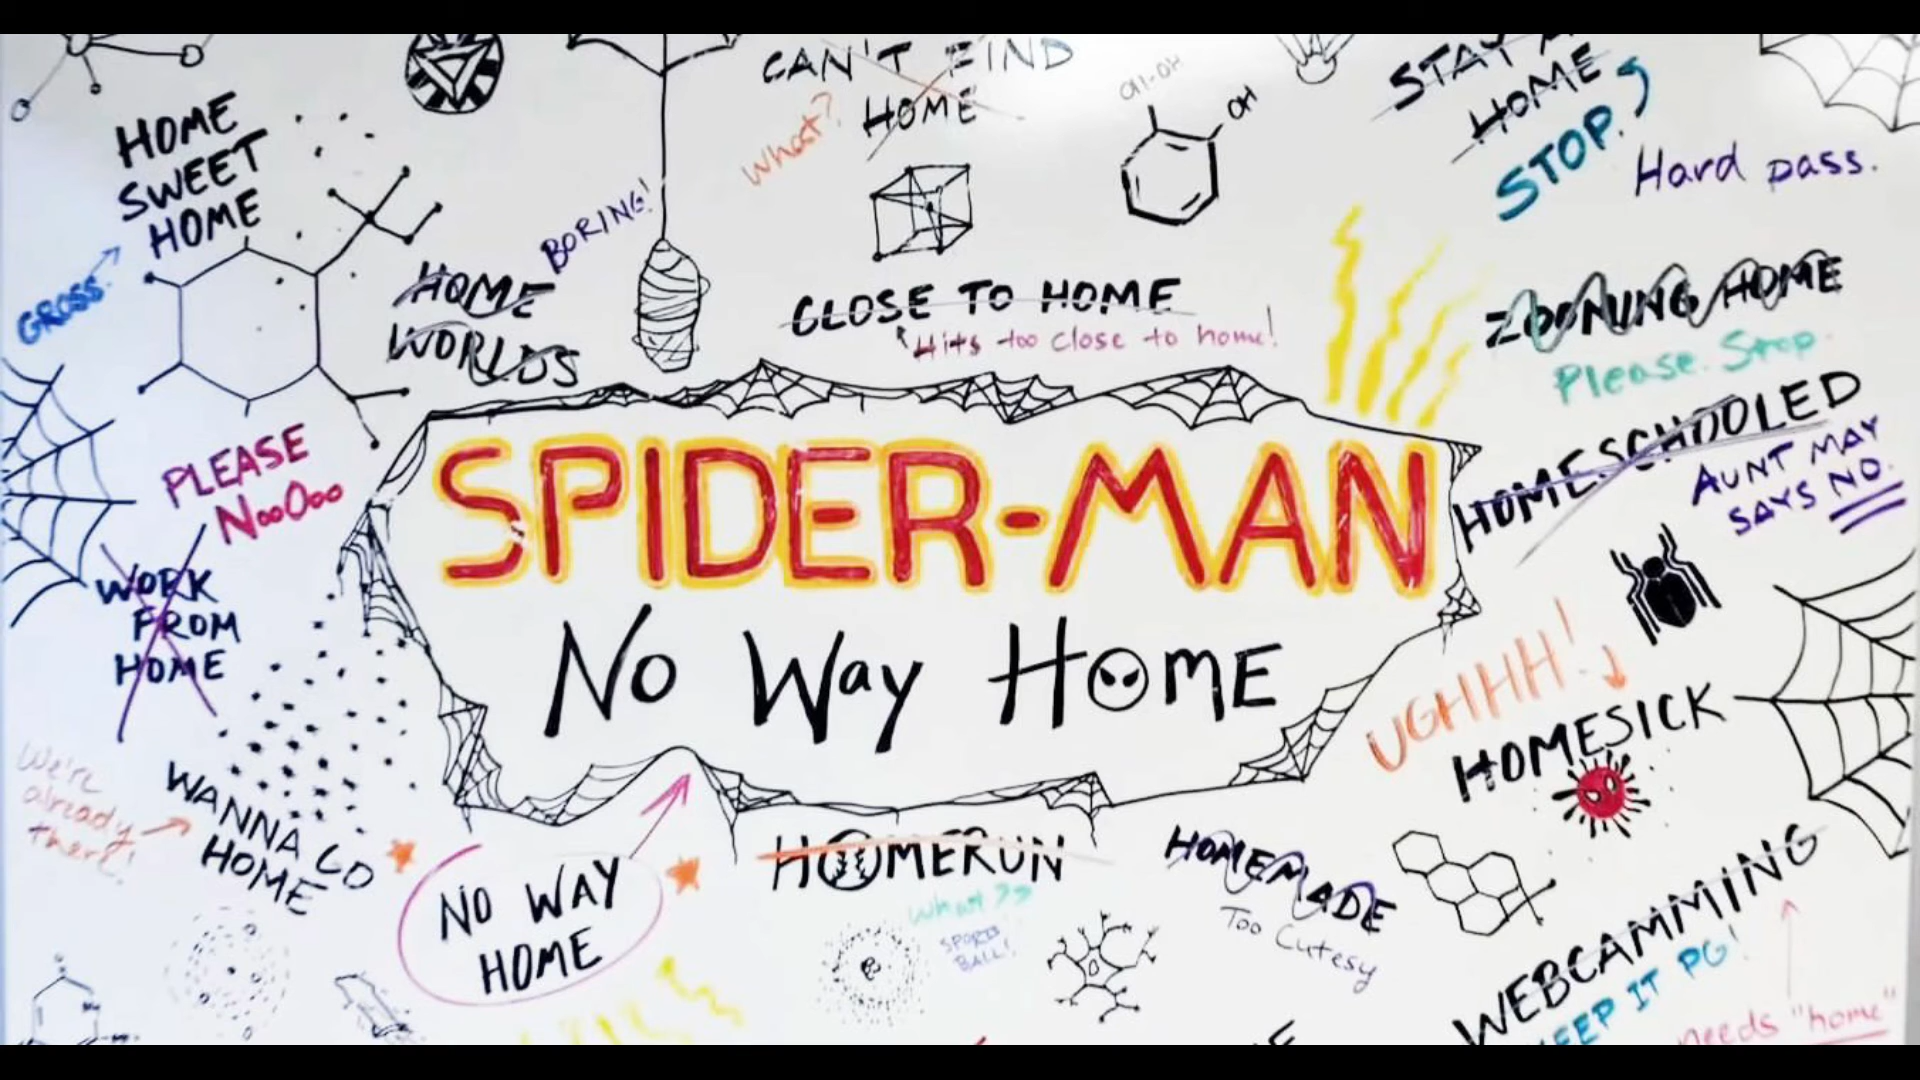 CAN'T FIND
HOME
What?
STAY
HOME
STOP.
Hard pass.
HOME
SWEET
HOME
GROSS.
OH
HOME
WORLDS
BORING!
CLOSE TO HOME
Hits too close to home!
ZOOMING HOME
Please. Stop.
HOMESCHOOLED
AUNT MAY
SAYS NO.
PLEASE
NooOoo
SPIDER-MAN
No Way HOME
WORK
FROM
HOME
UGHHH!
HOMESICK
We're
already
there!
WANNA GO
HOME
NO WAY
HOME
HOMERUN
What??
SPORTS
BALL!
HOMEMADE
Too Cutesy
WEBCAMMING
KEEP IT PG!
needs "home"